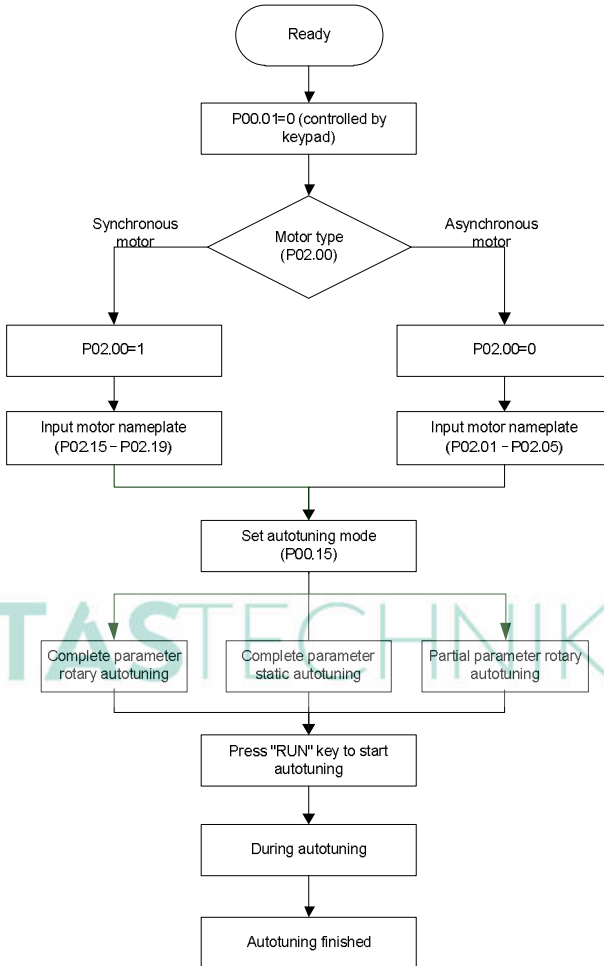 Ready
P00.01=0 (controlled by
keypad)
Synchronous
motor
Motor type
(P02.00)
Asynchronous
motor
P02.00=1
P02.00=0
Input motor nameplate
(P02.15－P02.19)
Input motor nameplate
(P02.01－P02.05)
Set autotuning mode
(P00.15)
TASTECHNIK
Complete parameter
rotary autotuning
Complete parameter
static autotuning
Partial parameter rotary
autotuning
Press "RUN" key to start
autotuning
During autotuning
Autotuning finished